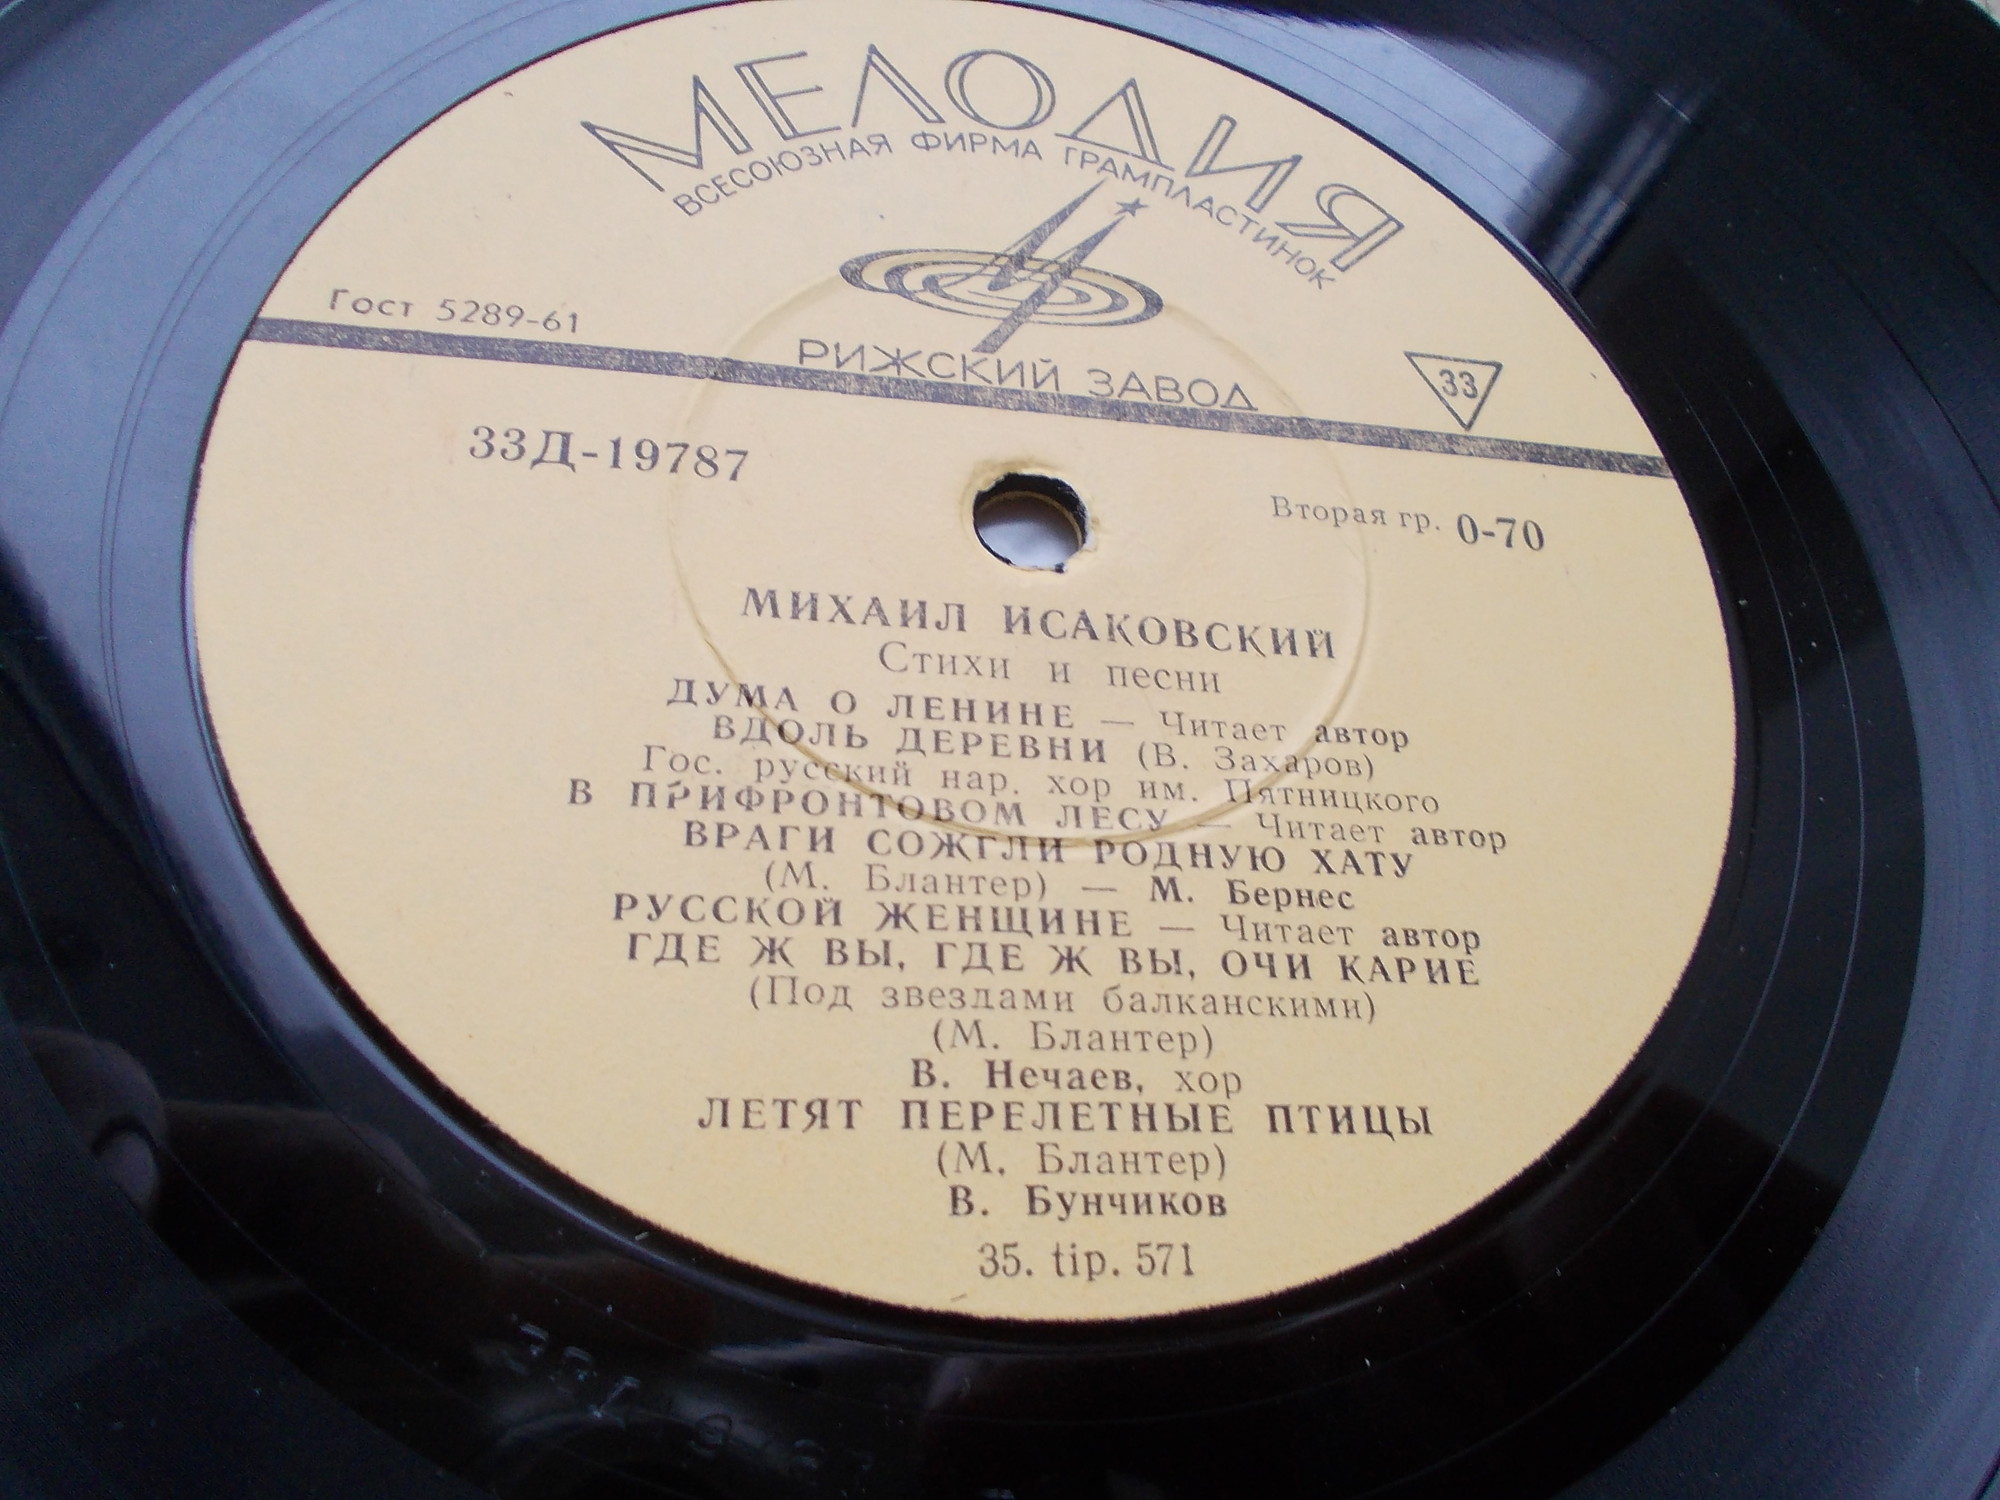 МЕЛОДИЯ
ВСЕСОЮЗНАЯ ФИРМА ГРАМПЛАСТИНОК
Гост 5289-61
РИЖСКИЙ ЗАВОД
33
33Д-19787
Вторая гр. 0-70
МИХАИЛ ИСАКОВСКИЙ
Стихи и песни
ДУМА О ЛЕНИНЕ — Читает автор
ВДОЛЬ ДЕРЕВНИ (В. Захаров)
Гос. русский нар. хор им. Пятницкого
В ПРИФРОНТОВОМ ЛЕСУ — Читает автор
ВРАГИ СОЖГЛИ РОДНУЮ ХАТУ
(М. Блантер) — М. Бернес
РУССКОЙ ЖЕНЩИНЕ — Читает автор
ГДЕ Ж ВЫ, ГДЕ Ж ВЫ, ОЧИ КАРИЕ
(Под звездами балканскими)
(М. Блантер)
В. Нечаев, хор
ЛЕТЯТ ПЕРЕЛЕТНЫЕ ПТИЦЫ
(М. Блантер)
В. Бунчиков
35. tip. 571